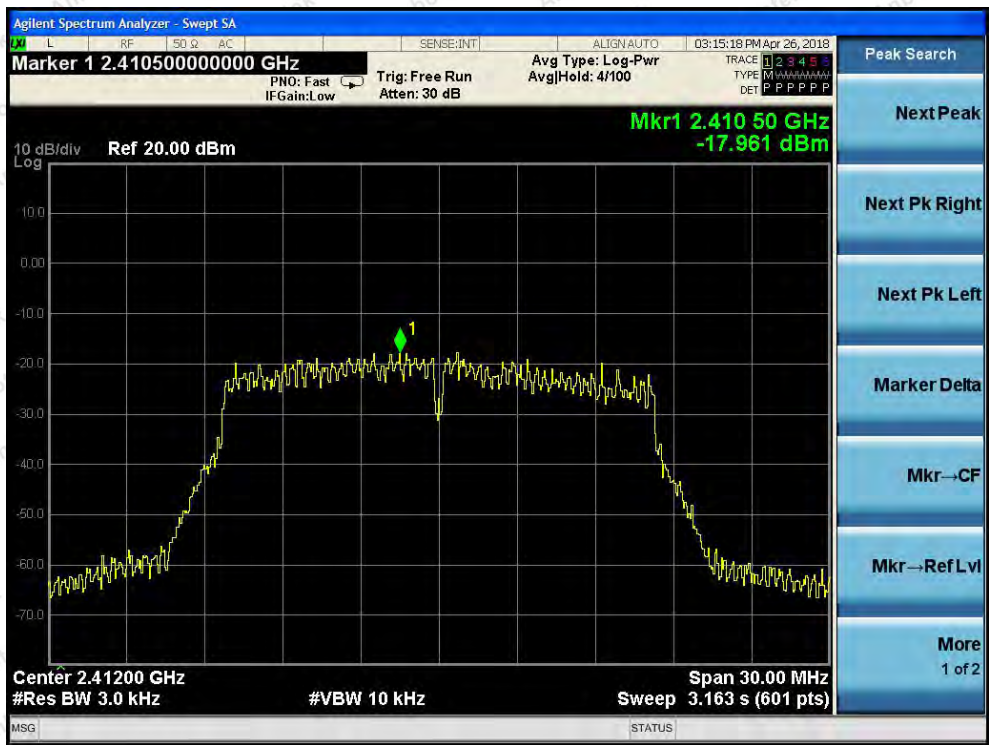 Agilent Spectrum Analyzer - Swept SA
LXI L RF 50 Ω AC SENSE:INT ALIGN AUTO 03:15:18 PM Apr 26, 2018
Marker 1 2.410500000000 GHz
PNO: Fast
IFGain:Low
Trig: Free Run
Atten: 30 dB
Avg Type: Log-Pwr
Avg|Hold: 4/100
TRACE 1 2 3 4 5 6
TYPE M WWWWW
DET P P P P P P
Mkr1 2.410 50 GHz
-17.961 dBm
10 dB/div Ref 20.00 dBm
Log
10.0
0.00
-10.0
1
-20.0
-30.0
-40.0
-50.0
-60.0
-70.0
Center 2.41200 GHz Span 30.00 MHz
#Res BW 3.0 kHz #VBW 10 kHz Sweep 3.163 s (601 pts)
MSG STATUS
Peak Search
Next Peak
Next Pk Right
Next Pk Left
Marker Delta
Mkr→CF
Mkr→Ref Lvl
More
1 of 2